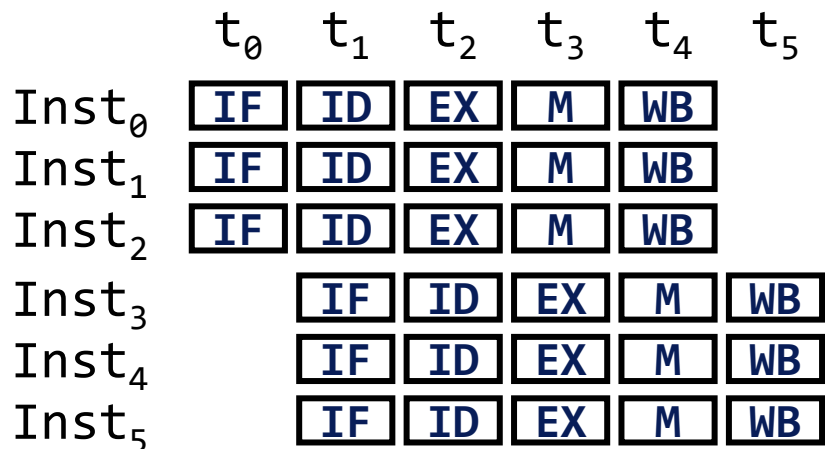 t₀ t₁ t₂ t₃ t₄ t₅
Inst₀ IF ID EX M WB
Inst₁ IF ID EX M WB
Inst₂ IF ID EX M WB
Inst₃ IF ID EX M WB
Inst₄ IF ID EX M WB
Inst₅ IF ID EX M WB